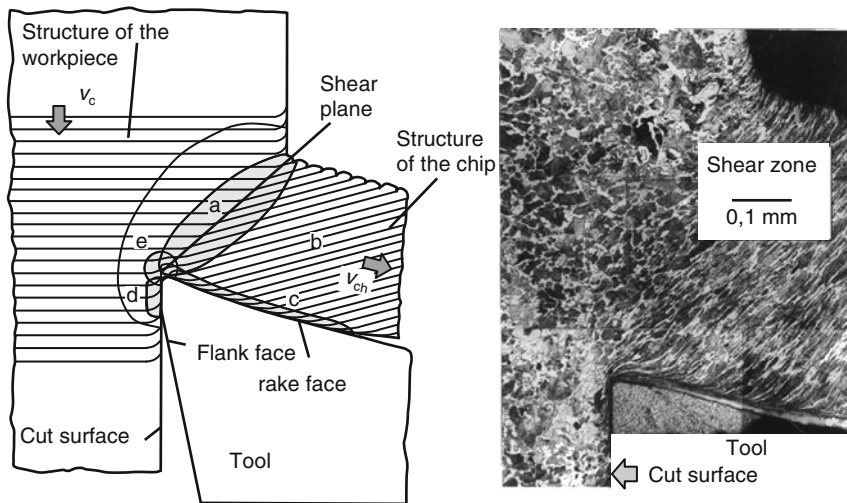 Structure of the
workpiece
v_c
Shear
plane
Structure
of the chip
a
e
b
v_ch
d
c
Flank face
rake face
Cut surface
Tool
Shear zone
0,1 mm
Tool
Cut surface